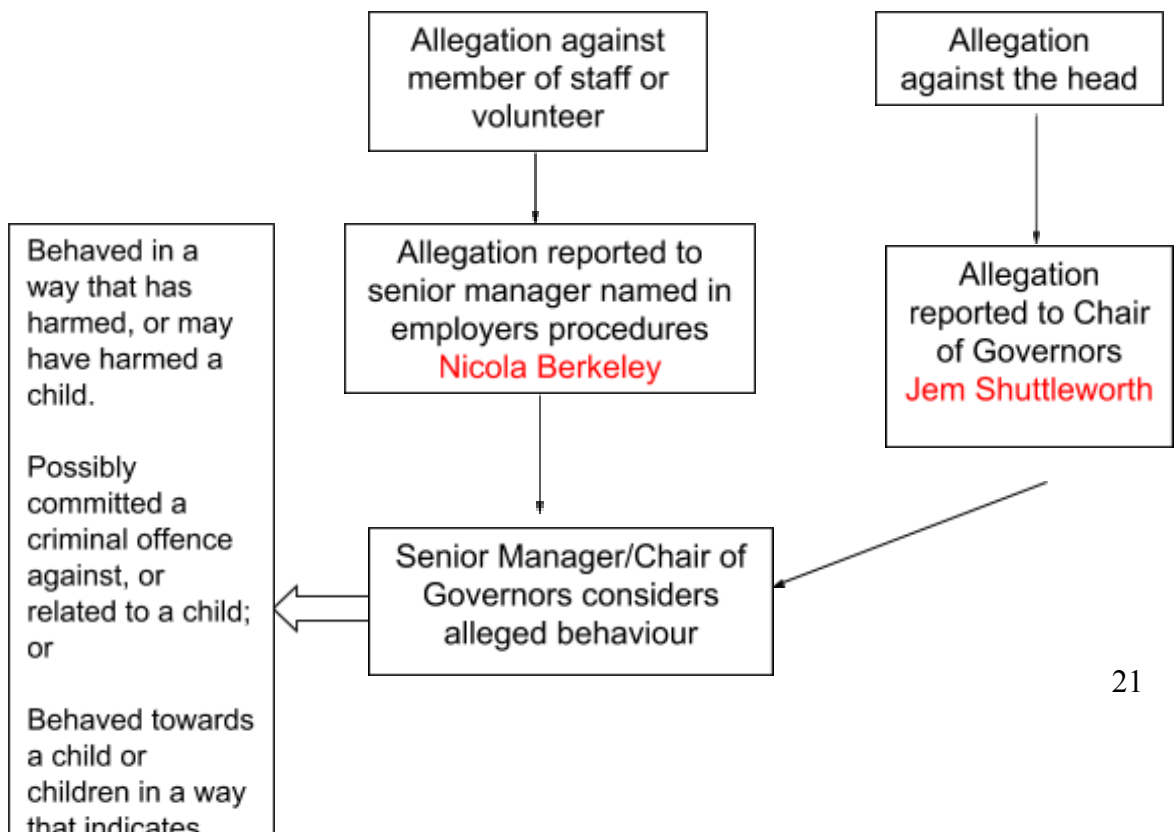 Allegation against
member of staff or
volunteer
Allegation
against the head
Allegation reported to
senior manager named in
employers procedures
Nicola Berkeley
Allegation
reported to Chair
of Governors
Jem Shuttleworth
Senior Manager/Chair of
Governors considers
alleged behaviour
Behaved in a
way that has
harmed, or may
have harmed a
child.
Possibly
committed a
criminal offence
against, or
related to a child;
or
Behaved towards
a child or
children in a way
that indicates
21